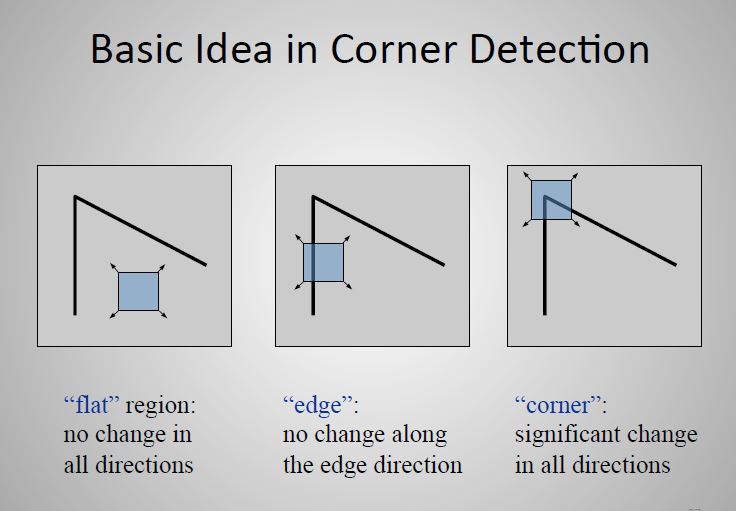 Basic Idea in Corner Detection
“flat” region:
no change in
all directions
“edge”:
no change along
the edge direction
“corner”:
significant change
in all directions